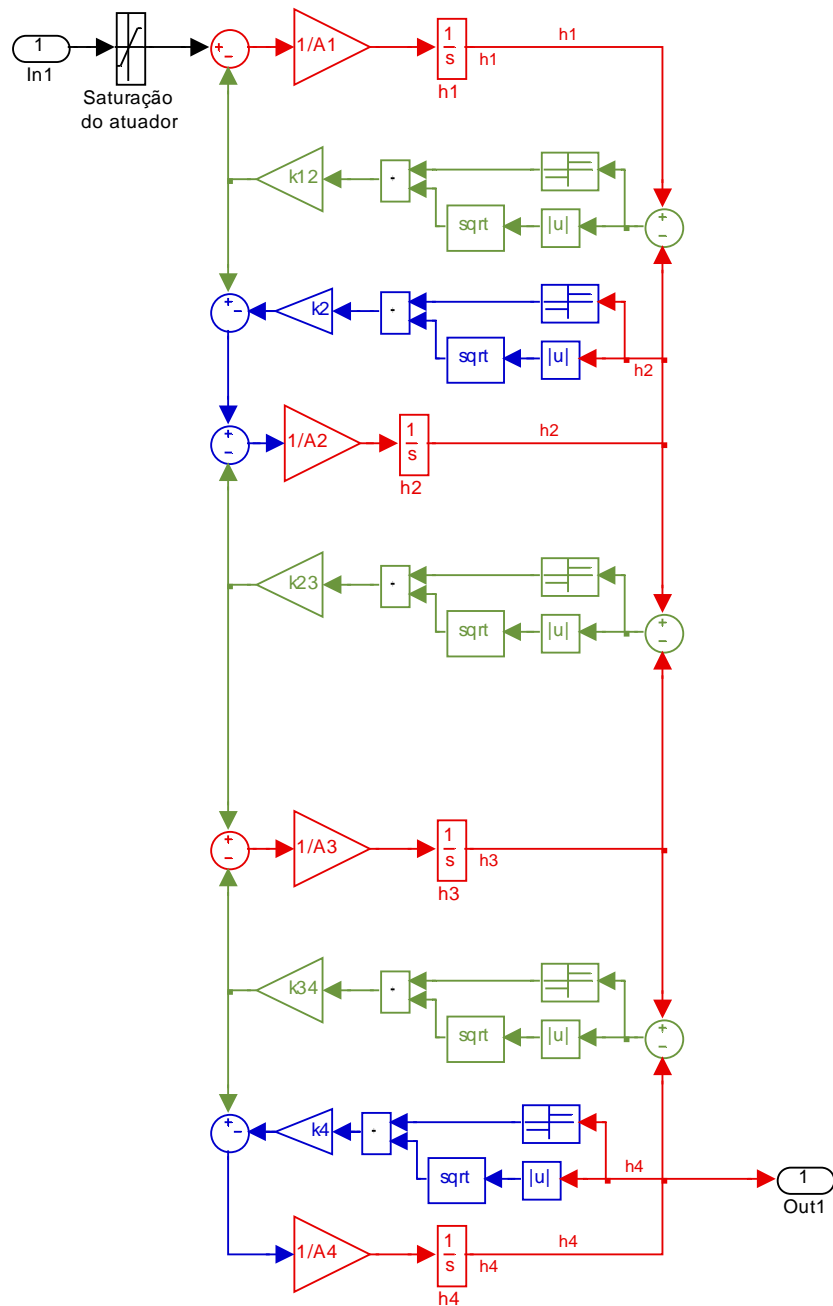 1
In1
Saturação
do atuador
1/A1
1
s
h1
h1
h1
k12
sqrt
|u|
k2
sqrt
|u|
h2
1/A2
1
s
h2
h2
k23
sqrt
|u|
1/A3
1
s
h3
h3
k34
sqrt
|u|
k4
sqrt
|u|
h4
1
Out1
1/A4
1
s
h4
h4
h4